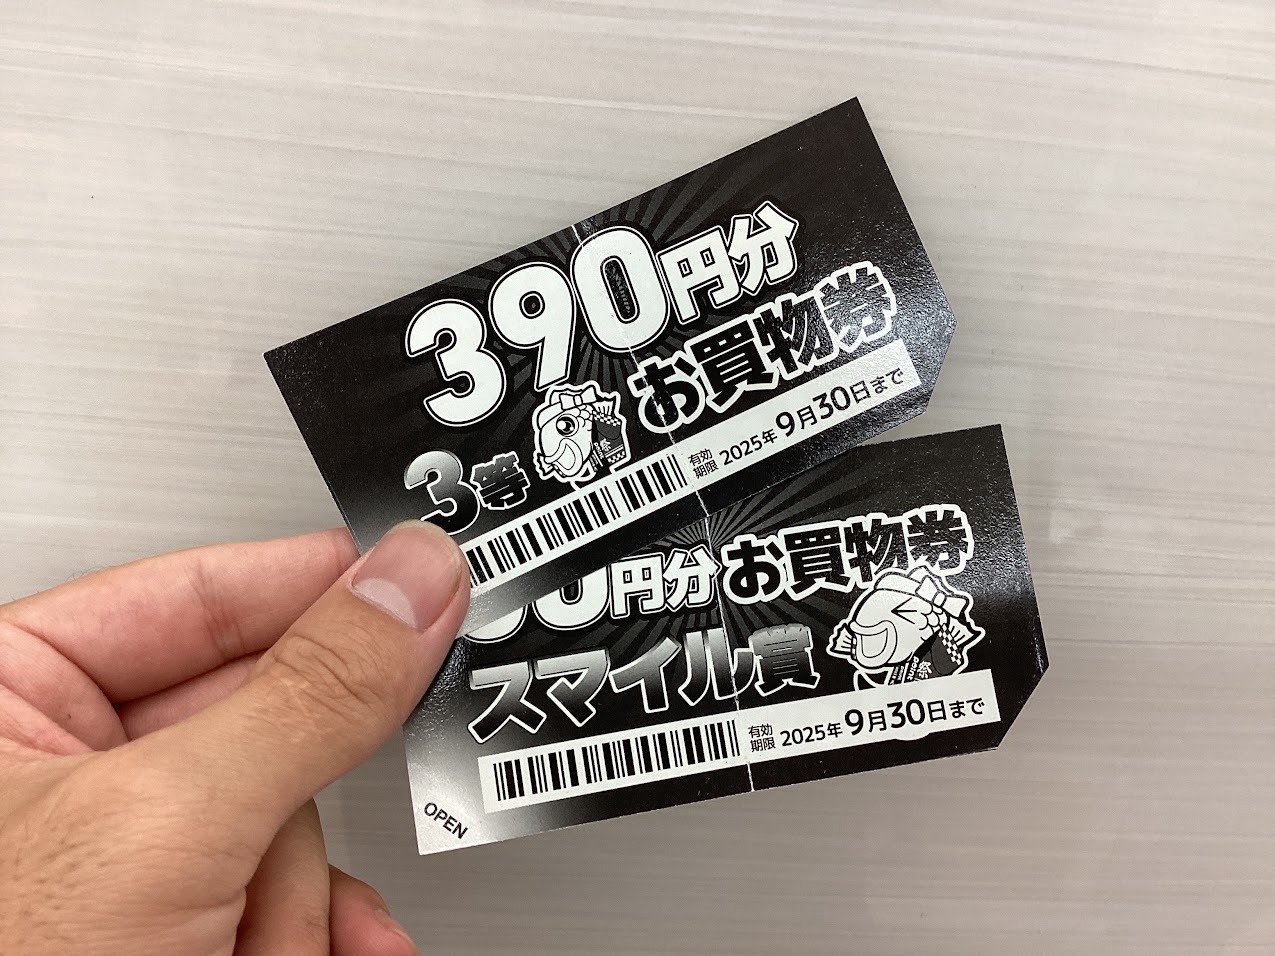 390円分
お買物券
3等
有効
期限 2025年9月30日まで
0円分 お買物券
スマイル賞
有効
期限 2025年9月30日まで
OPEN